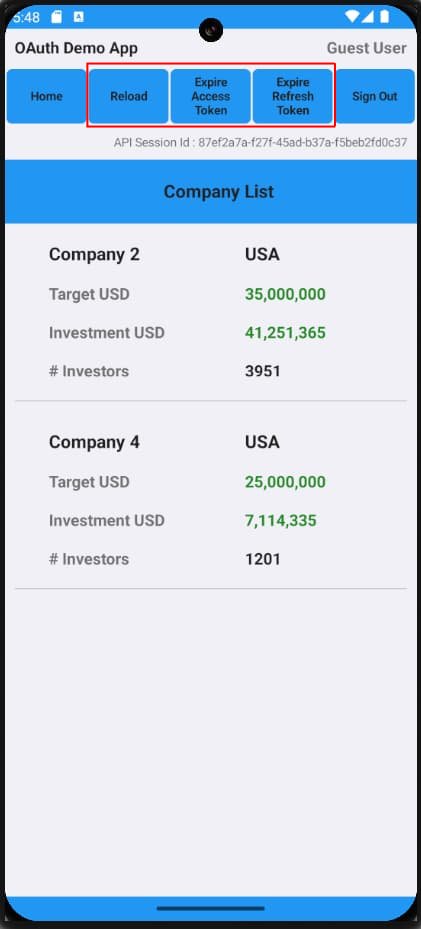 5:48
OAuth Demo App Guest User
Home Reload Expire Access Token Expire Refresh Token Sign Out
API Session Id : 87ef2a7a-f27f-45ad-b37a-f5beb2fd0c37
Company List
Company 2 USA
Target USD 35,000,000
Investment USD 41,251,365
# Investors 3951
Company 4 USA
Target USD 25,000,000
Investment USD 7,114,335
# Investors 1201